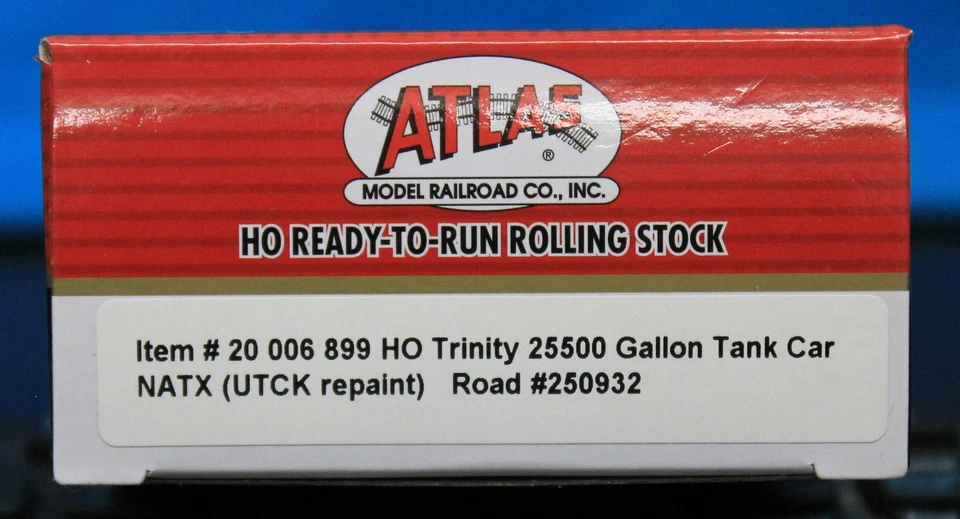 ATLAS
®
MODEL RAILROAD CO., INC.
HO READY-TO-RUN ROLLING STOCK
Item # 20 006 899 HO Trinity 25500 Gallon Tank Car
NATX (UTCK repaint) Road #250932